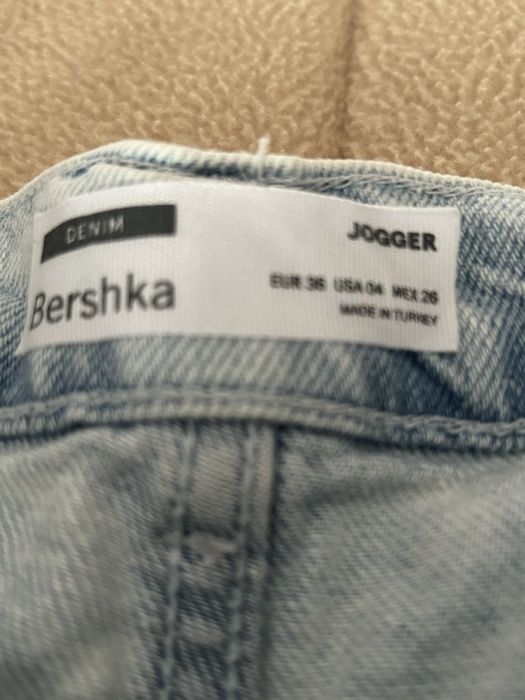 DENIM
JOGGER
Bershka
EUR 36 USA 04 MEX 26
MADE IN TURKEY